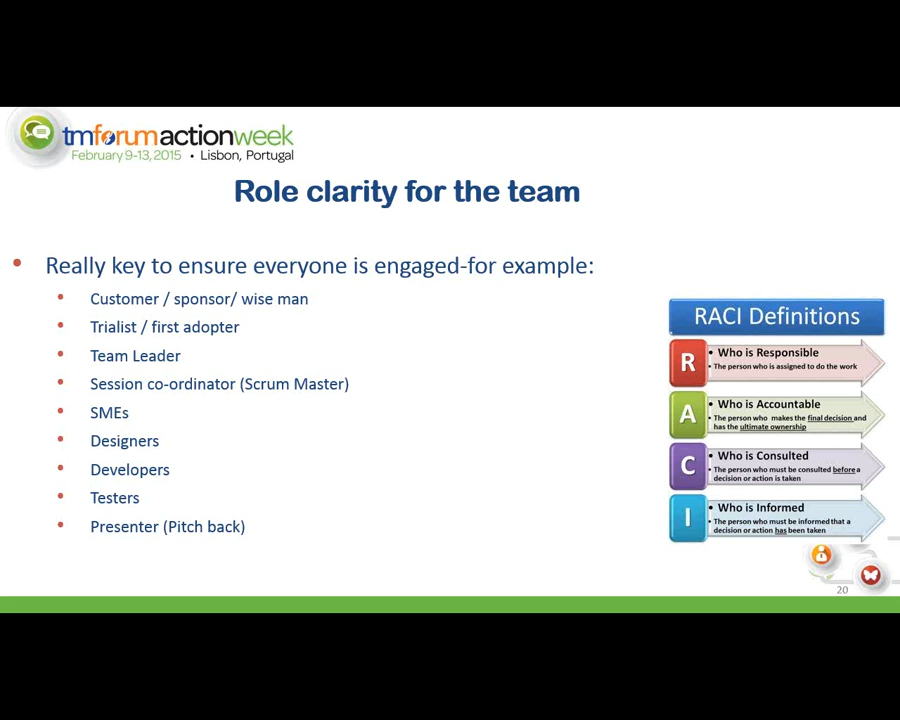 tmforumactionweek
February 9-13, 2015 • Lisbon, Portugal
Role clarity for the team
• Really key to ensure everyone is engaged-for example:
• Customer / sponsor/ wise man
• Trialist / first adopter
• Team Leader
• Session co-ordinator (Scrum Master)
• SMEs
• Designers
• Developers
• Testers
• Presenter (Pitch back)
RACI Definitions
R
• Who is Responsible
• The person who is assigned to do the work
A
• Who is Accountable
• The person who makes the final decision and
has the ultimate ownership
C
• Who is Consulted
• The person who must be consulted before a
decision or action is taken
I
• Who is Informed
• The person who must be informed that a
decision or action has been taken
20